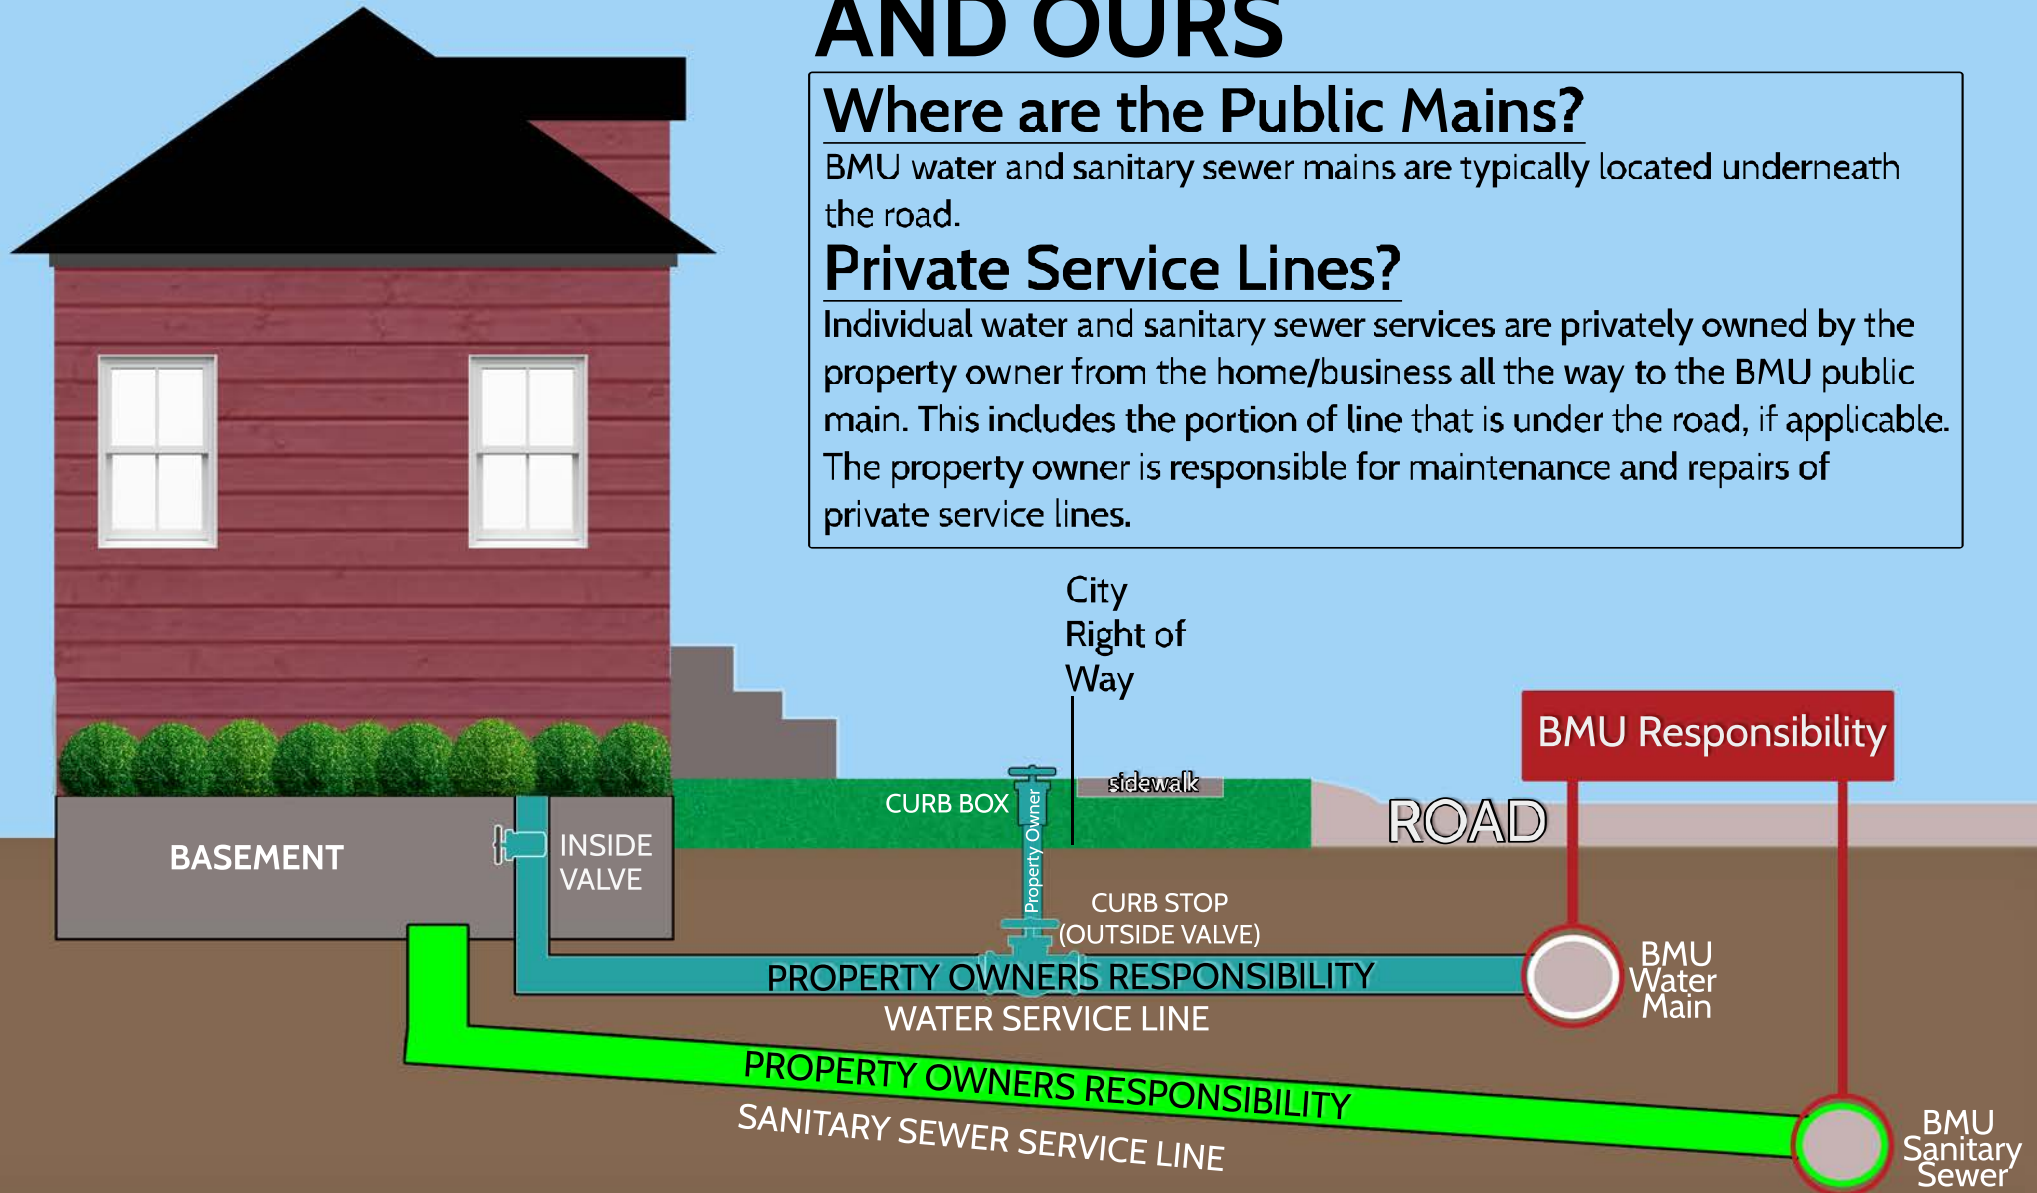 AND OURS
Where are the Public Mains?
BMU water and sanitary sewer mains are typically located underneath
the road.
Private Service Lines?
Individual water and sanitary sewer services are privately owned by the
property owner from the home/business all the way to the BMU public
main. This includes the portion of line that is under the road, if applicable.
The property owner is responsible for maintenance and repairs of
private service lines.
City
Right of
Way
BMU Responsibility
sidewalk
CURB BOX
Property Owner
ROAD
BASEMENT
INSIDE
VALVE
CURB STOP
(OUTSIDE VALVE)
PROPERTY OWNERS RESPONSIBILITY
WATER SERVICE LINE
BMU
Water
Main
PROPERTY OWNERS RESPONSIBILITY
SANITARY SEWER SERVICE LINE
BMU
Sanitary
Sewer